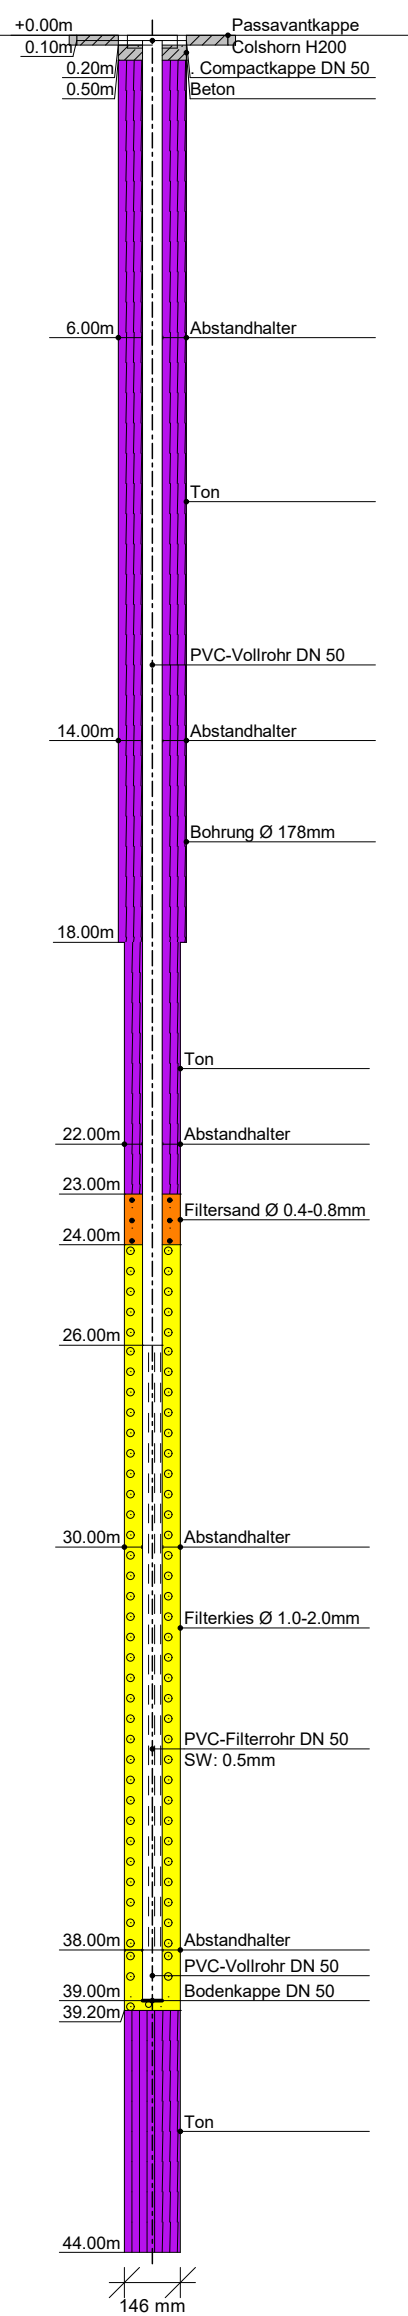 +0.00m
Passavantkappe
0.10m
Colshorn H200
0.20m
. Compactkappe DN 50
0.50m
Beton
6.00m
Abstandhalter
Ton
PVC-Vollrohr DN 50
14.00m
Abstandhalter
Bohrung Ø 178mm
18.00m
Ton
22.00m
Abstandhalter
23.00m
Filtersand Ø 0.4-0.8mm
24.00m
26.00m
30.00m
Abstandhalter
Filterkies Ø 1.0-2.0mm
PVC-Filterrohr DN 50
SW: 0.5mm
38.00m
Abstandhalter
PVC-Vollrohr DN 50
39.00m
Bodenkappe DN 50
39.20m
Ton
44.00m
146 mm